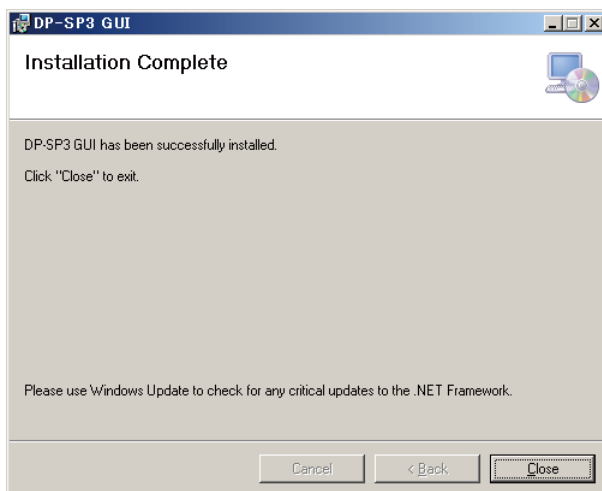 DP-SP3 GUI
Installation Complete
DP-SP3 GUI has been successfully installed.
Click "Close" to exit.
Please use Windows Update to check for any critical updates to the .NET Framework.
Cancel
< Back
Close